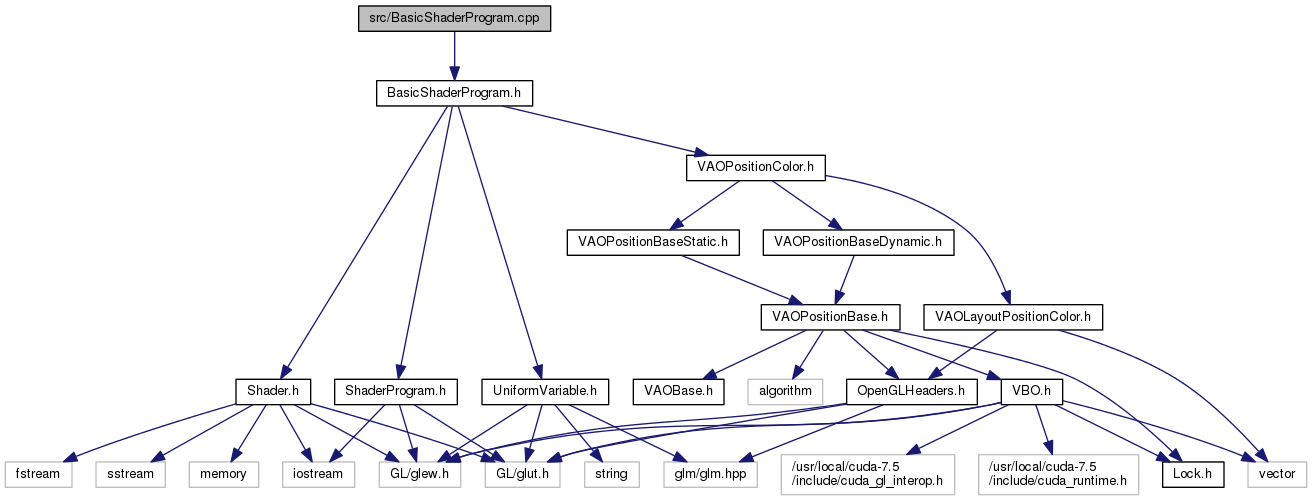 src/BasicShaderProgram.cpp
BasicShaderProgram.h
VAOPositionColor.h
VAOPositionBaseStatic.h
VAOPositionBaseDynamic.h
VAOPositionBase.h
VAOLayoutPositionColor.h
Shader.h
ShaderProgram.h
UniformVariable.h
VAOBase.h
algorithm
OpenGLHeaders.h
VBO.h
fstream
sstream
memory
iostream
GL/glew.h
GL/glut.h
string
glm/glm.hpp
/usr/local/cuda-7.5
/include/cuda_gl_interop.h
/usr/local/cuda-7.5
/include/cuda_runtime.h
Lock.h
vector